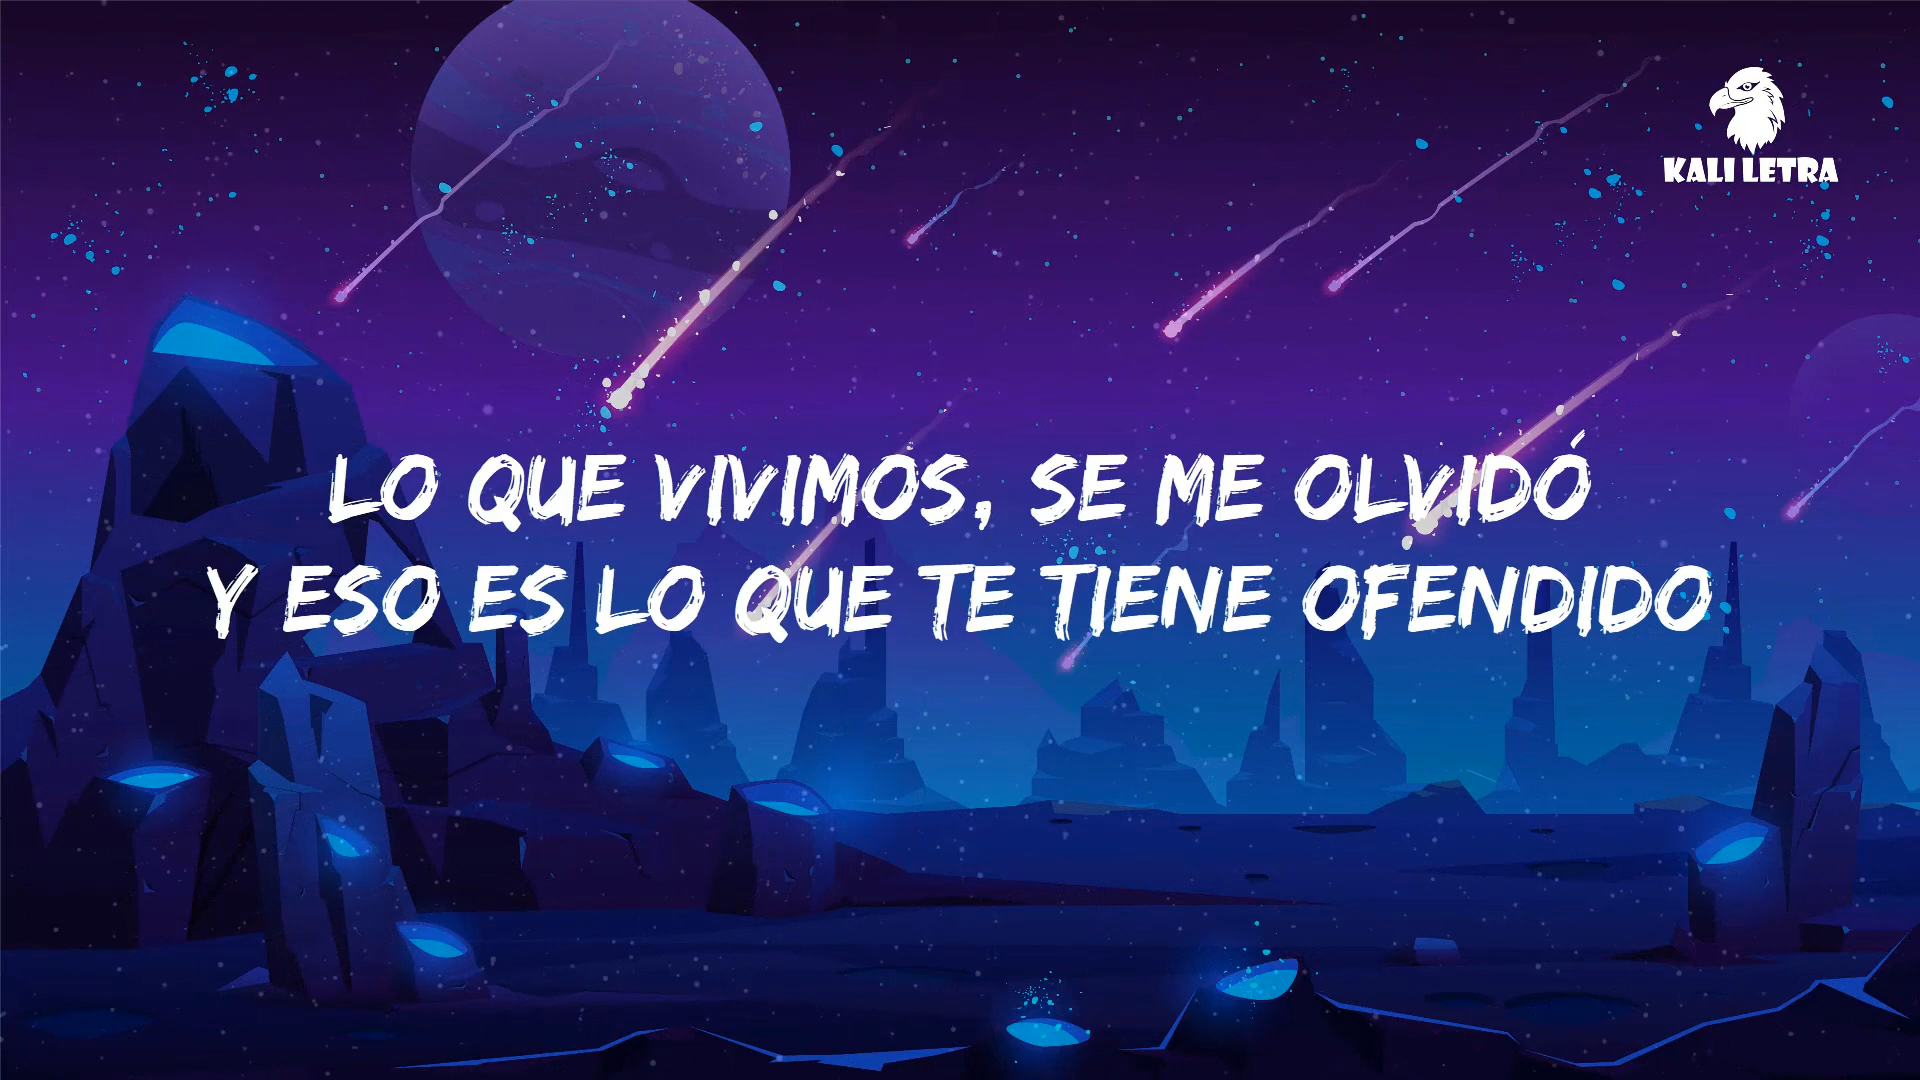 KALI LETRA
LO QUE VIVIMOS, SE ME OLVIDÓ
Y ESO ES LO QUE TE TIENE OFENDIDO